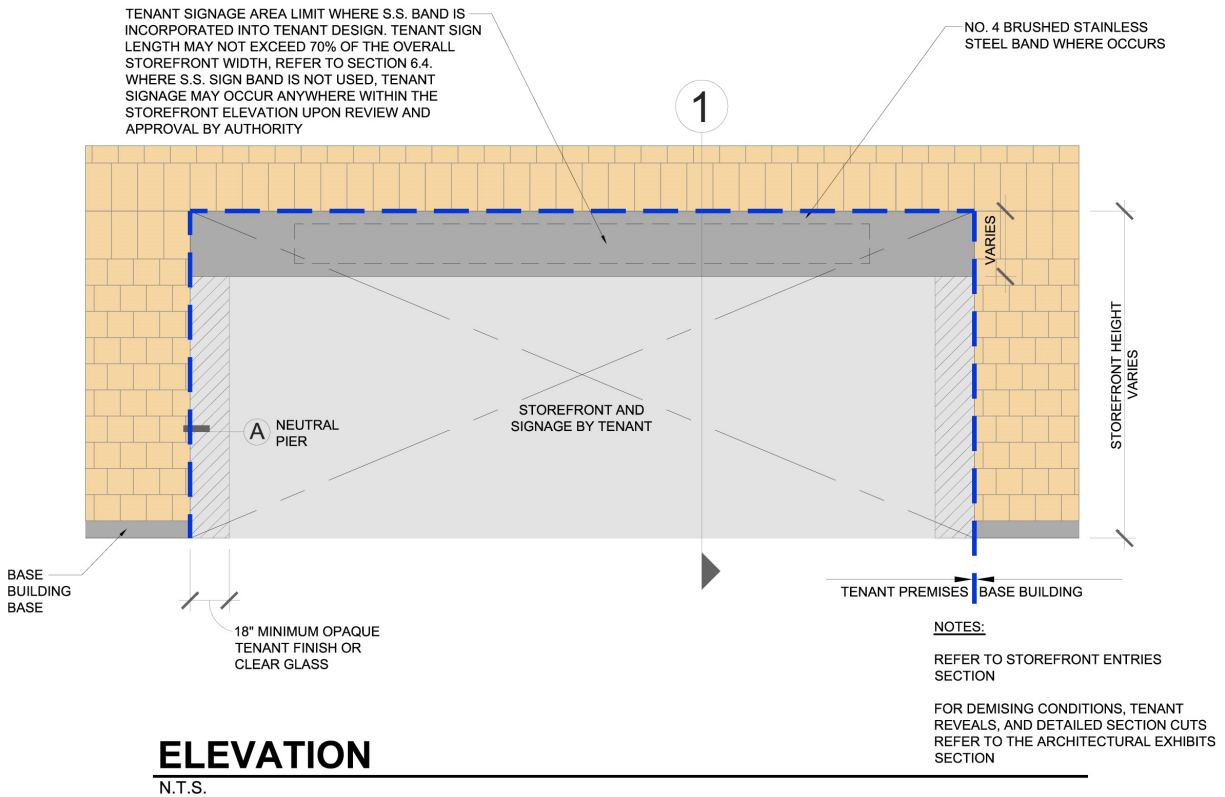 TENANT SIGNAGE AREA LIMIT WHERE S.S. BAND IS
INCORPORATED INTO TENANT DESIGN. TENANT SIGN
LENGTH MAY NOT EXCEED 70% OF THE OVERALL
STOREFRONT WIDTH, REFER TO SECTION 6.4.
WHERE S.S. SIGN BAND IS NOT USED, TENANT
SIGNAGE MAY OCCUR ANYWHERE WITHIN THE
STOREFRONT ELEVATION UPON REVIEW AND
APPROVAL BY AUTHORITY
NO. 4 BRUSHED STAINLESS
STEEL BAND WHERE OCCURS
1
VARIES
STOREFRONT HEIGHT
VARIES
STOREFRONT AND
SIGNAGE BY TENANT
A
NEUTRAL
PIER
BASE
BUILDING
BASE
18" MINIMUM OPAQUE
TENANT FINISH OR
CLEAR GLASS
TENANT PREMISES
BASE BUILDING
NOTES:
REFER TO STOREFRONT ENTRIES
SECTION
FOR DEMISING CONDITIONS, TENANT
REVEALS, AND DETAILED SECTION CUTS
REFER TO THE ARCHITECTURAL EXHIBITS
SECTION
ELEVATION
N.T.S.